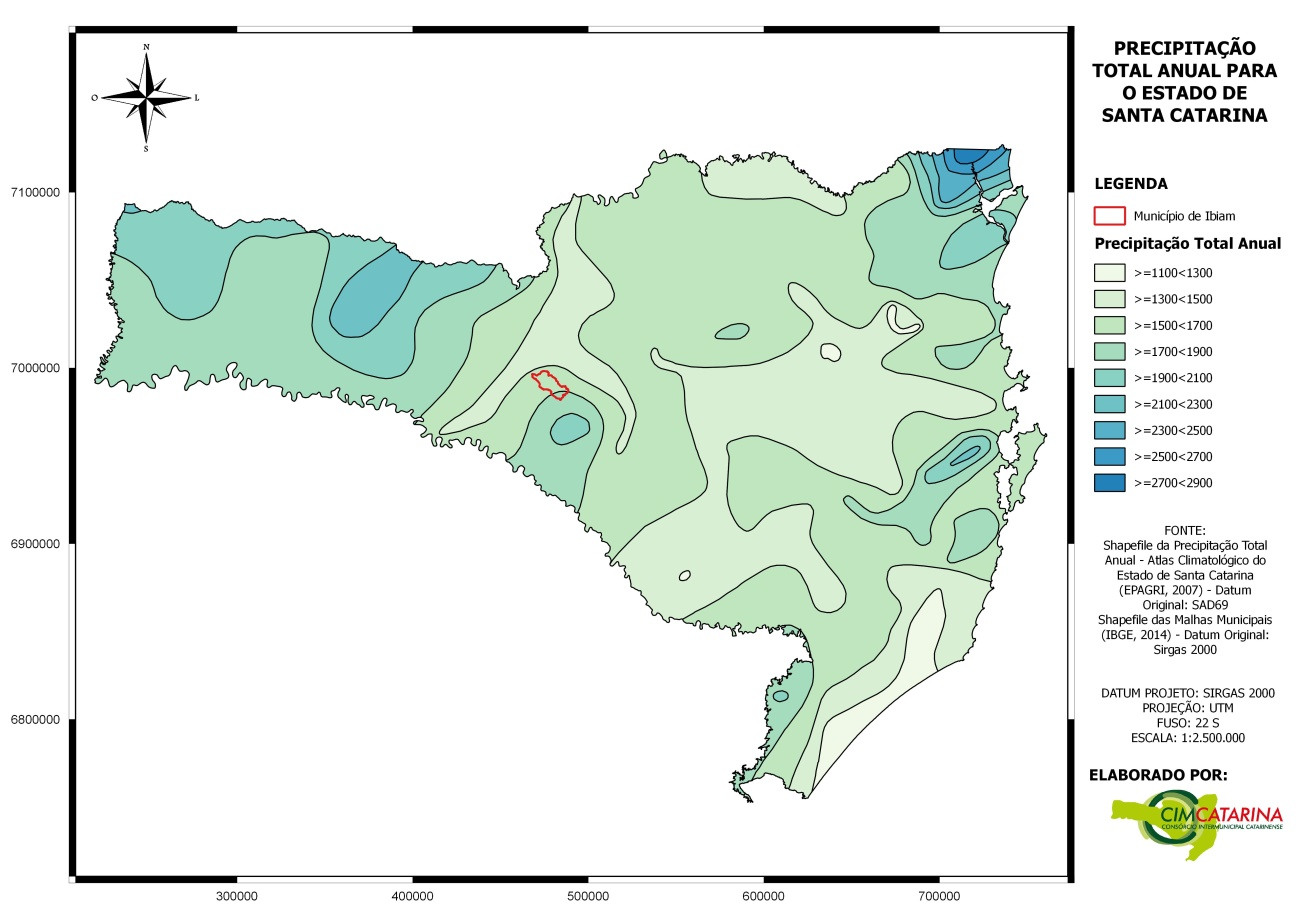 PRECIPITAÇÃO
TOTAL ANUAL PARA
O ESTADO DE
SANTA CATARINA
N
O
L
S
7100000
7000000
6900000
6800000
300000
400000
500000
600000
700000
LEGENDA
Município de Ibiam
Precipitação Total Anual
>=1100<1300
>=1300<1500
>=1500<1700
>=1700<1900
>=1900<2100
>=2100<2300
>=2300<2500
>=2500<2700
>=2700<2900
FONTE:
Shapefile da Precipitação Total
Anual - Atlas Climatológico do
Estado de Santa Catarina
(EPAGRI, 2007) - Datum
Original: SAD69
Shapefile das Malhas Municipais
(IBGE, 2014) - Datum Original:
Sirgas 2000
DATUM PROJETO: SIRGAS 2000
PROJEÇÃO: UTM
FUSO: 22 S
ESCALA: 1:2.500.000
ELABORADO POR:
CIMCATARINA
CONSÓRCIO INTERMUNICIPAL CATARINENSE